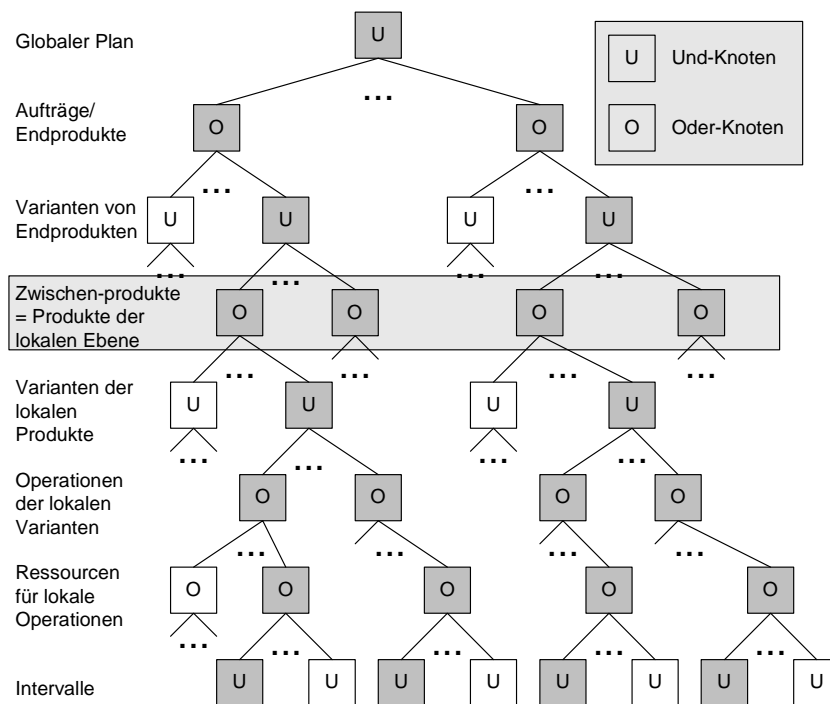 Globaler Plan
U
...
U
Und-Knoten
O
Oder-Knoten
Aufträge/
Endprodukte
O
O
...
...
Varianten von
Endprodukten
U
U
U
U
...
...
...
...
Zwischen-produkte
= Produkte der
lokalen Ebene
O
O
O
O
...
...
...
...
Varianten der
lokalen
Produkte
U
U
U
U
...
...
...
...
Operationen
der lokalen
Varianten
O
O
O
O
...
...
...
...
Ressourcen
für lokale
Operationen
O
O
O
O
O
...
...
...
...
...
Intervalle
U
U
U
U
U
U
U
U